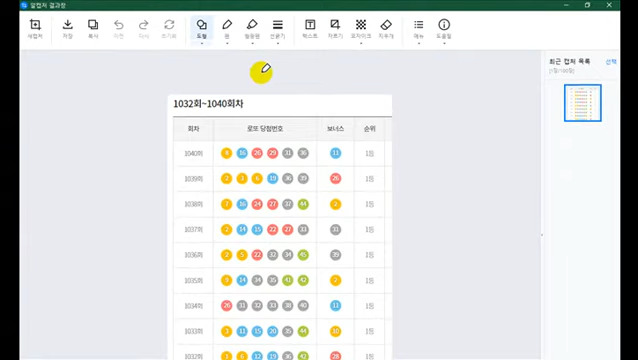 알캡처 결과창
새캡처 저장 복사 이전 다시 초기화 도형 펜 형광펜 선굵기 텍스트 자르기 모자이크 지우개 메뉴 도움말
최근 캡처 목록 선택
1032회~1040회차
회차 로또 당첨번호 보너스 순위
1040회 8 16 26 29 31 36 11 1등
1039회 2 3 6 19 36 39 26 1등
1038회 7 16 24 27 37 44 2 1등
1037회 2 14 15 22 27 33 31 1등
1036회 2 5 22 32 34 45 39 1등
1035회 9 14 34 35 41 42 2 1등
1034회 26 31 32 33 38 40 11 1등
1033회 3 11 15 20 35 44 10 1등
1032회 1 6 12 19 36 42 28 1등